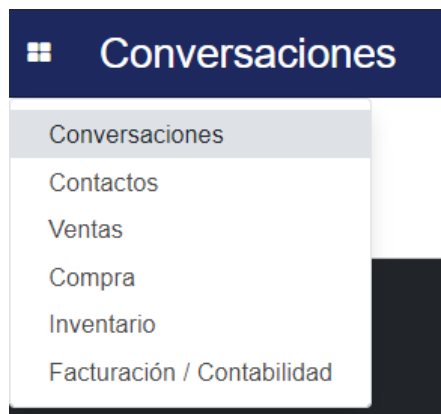 Conversaciones
Conversaciones
Contactos
Ventas
Compra
Inventario
Facturación / Contabilidad